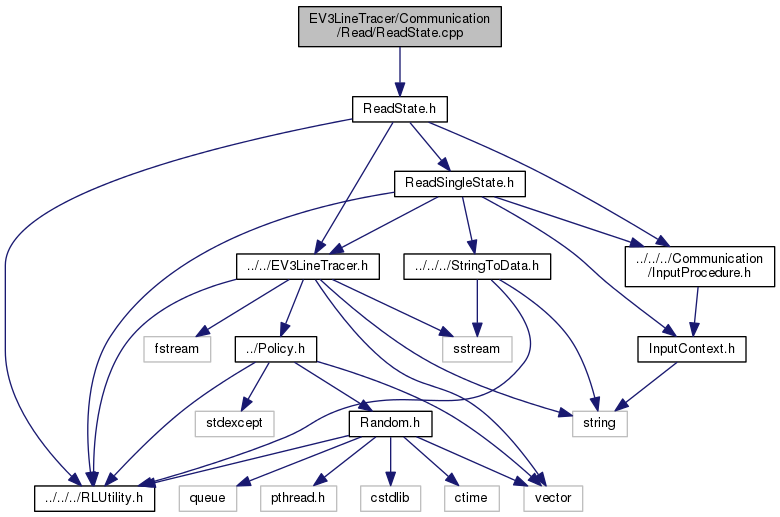 EV3LineTracer/Communication
/Read/ReadState.cpp
ReadState.h
ReadSingleState.h
../../EV3LineTracer.h
../../../StringToData.h
../../../Communication
/InputProcedure.h
fstream
../Policy.h
sstream
InputContext.h
stdexcept
Random.h
string
../../../RLUtility.h
queue
pthread.h
cstdlib
ctime
vector